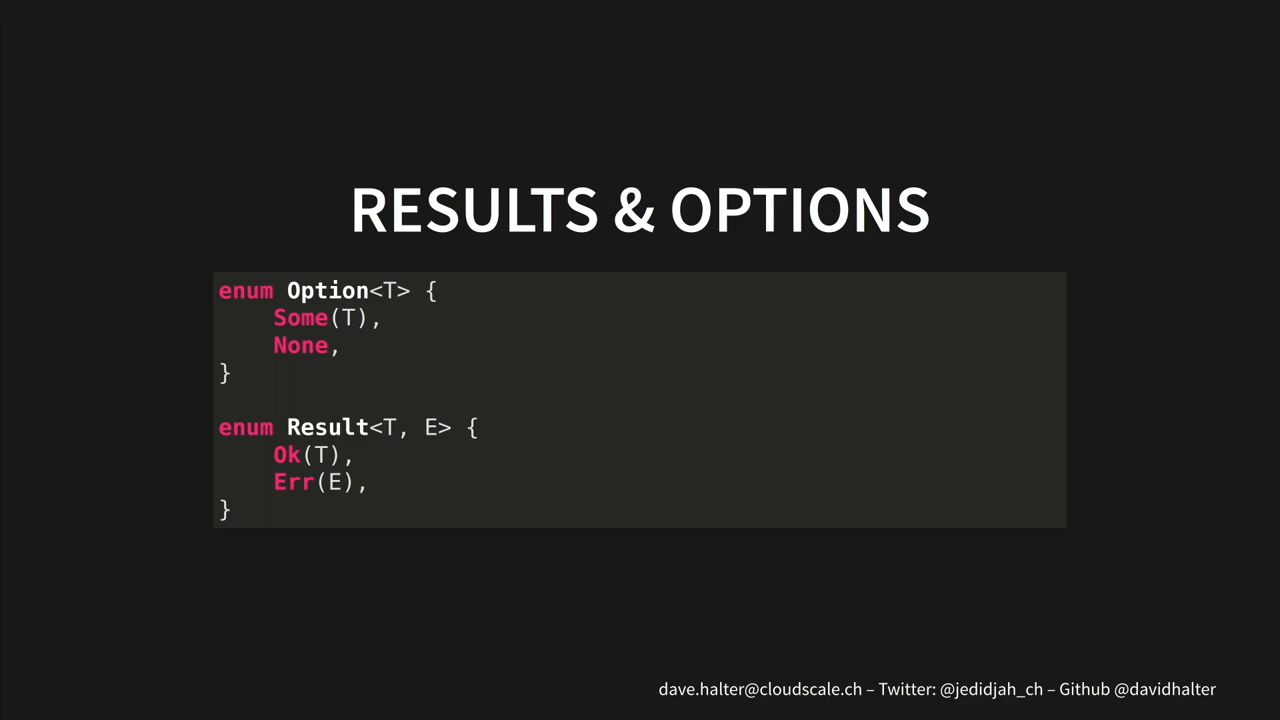 RESULTS & OPTIONS
enum Option<T> {
    Some(T),
    None,
}

enum Result<T, E> {
    Ok(T),
    Err(E),
}
dave.halter@cloudscale.ch – Twitter: @jedidjah_ch – Github @davidhalter